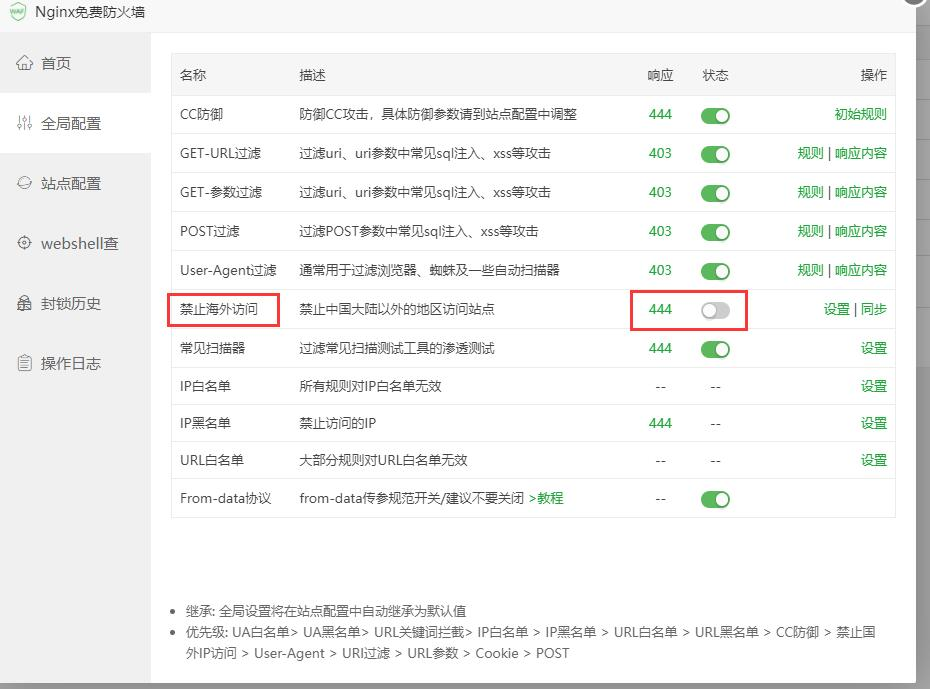 Nginx免费防火墙
首页
全局配置
站点配置
webshell查
封锁历史
操作日志
名称 描述 响应 状态 操作
CC防御 防御CC攻击，具体防御参数请到站点配置中调整 444 初始规则
GET-URL过滤 过滤uri、uri参数中常见sql注入、xss等攻击 403 规则 | 响应内容
GET-参数过滤 过滤uri、uri参数中常见sql注入、xss等攻击 403 规则 | 响应内容
POST过滤 过滤POST参数中常见sql注入、xss等攻击 403 规则 | 响应内容
User-Agent过滤 通常用于过滤浏览器、蜘蛛及一些自动扫描器 403 规则 | 响应内容
禁止海外访问 禁止中国大陆以外的地区访问站点 444 设置 | 同步
常见扫描器 过滤常见扫描测试工具的渗透测试 444 设置
IP白名单 所有规则对IP白名单无效 -- -- 设置
IP黑名单 禁止访问的IP 444 -- 设置
URL白名单 大部分规则对URL白名单无效 -- -- 设置
From-data协议 from-data传参规范开关/建议不要关闭 >教程 --
继承: 全局设置将在站点配置中自动继承为默认值
优先级: UA白名单> UA黑名单> URL关键词拦截> IP白名单 > IP黑名单 > URL白名单 > URL黑名单 > CC防御 > 禁止国
外IP访问 > User-Agent > URI过滤 > URL参数 > Cookie > POST